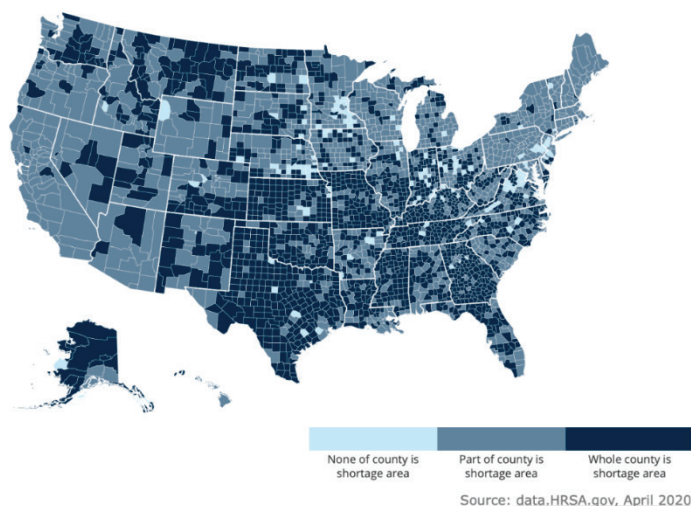 None of county is
shortage area
Part of county is
shortage area
Whole county is
shortage area
Source: data.HRSA.gov, April 2020